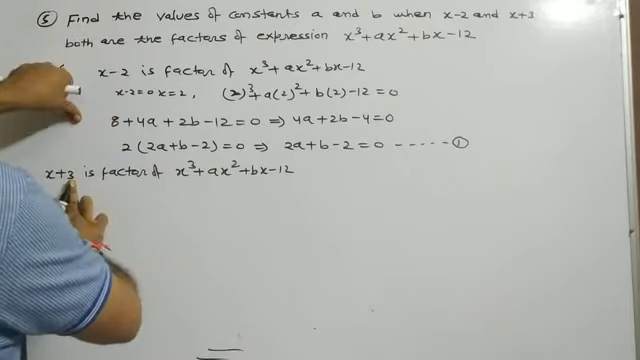 ⑤ Find the values of constants a and b when x-2 and x+3
both are the factors of expression x³+ax²+bx-12
x-2 is factor of x³+ax²+bx-12
x-2=0 x=2, (2)³+a(2)²+b(2)-12=0
8+4a+2b-12=0 ⇒ 4a+2b-4=0
2(2a+b-2)=0 ⇒ 2a+b-2=0 -----①
x+3 is factor of x³+ax²+bx-12